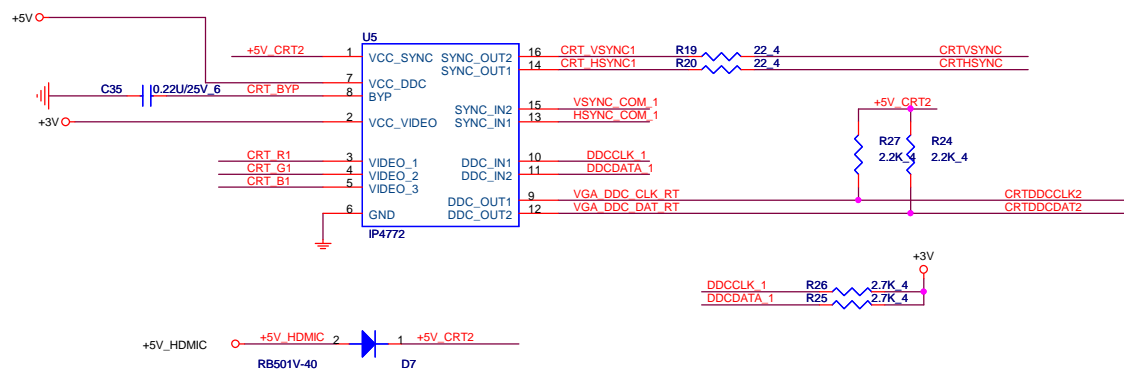 +5V
U5
+5V_CRT2 1 VCC_SYNC SYNC_OUT2 16 CRT_VSYNC1 R19 22_4 CRTVSYNC
SYNC_OUT1 14 CRT_HSYNC1 R20 22_4 CRTHSYNC
7 VCC_DDC
C35 0.22U/25V_6 CRT_BYP 8 BYP
SYNC_IN2 15 VSYNC_COM_1 +5V_CRT2
+3V 2 VCC_VIDEO SYNC_IN1 13 HSYNC_COM_1
R27 R24
2.2K_4 2.2K_4
CRT_R1 3 VIDEO_1 DDC_IN1 10 DDCCLK_1
CRT_G1 4 VIDEO_2 DDC_IN2 11 DDCDATA_1
CRT_B1 5 VIDEO_3
DDC_OUT1 9 VGA_DDC_CLK_RT CRTDDCCLK2
6 GND DDC_OUT2 12 VGA_DDC_DAT_RT CRTDDCDAT2
IP4772
+3V
DDCCLK_1 R26 2.7K_4
DDCDATA_1 R25 2.7K_4
+5V_HDMIC +5V_HDMIC 2 1 +5V_CRT2
RB501V-40 D7